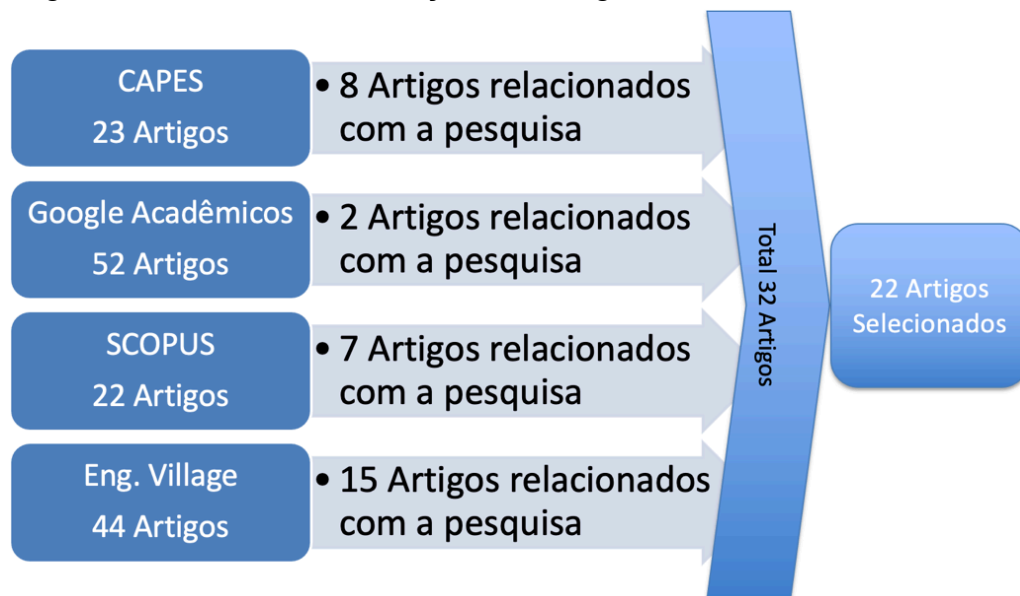 CAPES
23 Artigos
• 8 Artigos relacionados
com a pesquisa
Google Acadêmicos
52 Artigos
• 2 Artigos relacionados
com a pesquisa
SCOPUS
22 Artigos
• 7 Artigos relacionados
com a pesquisa
Eng. Village
44 Artigos
• 15 Artigos relacionados
com a pesquisa
Total 32 Artigos
22 Artigos
Selecionados